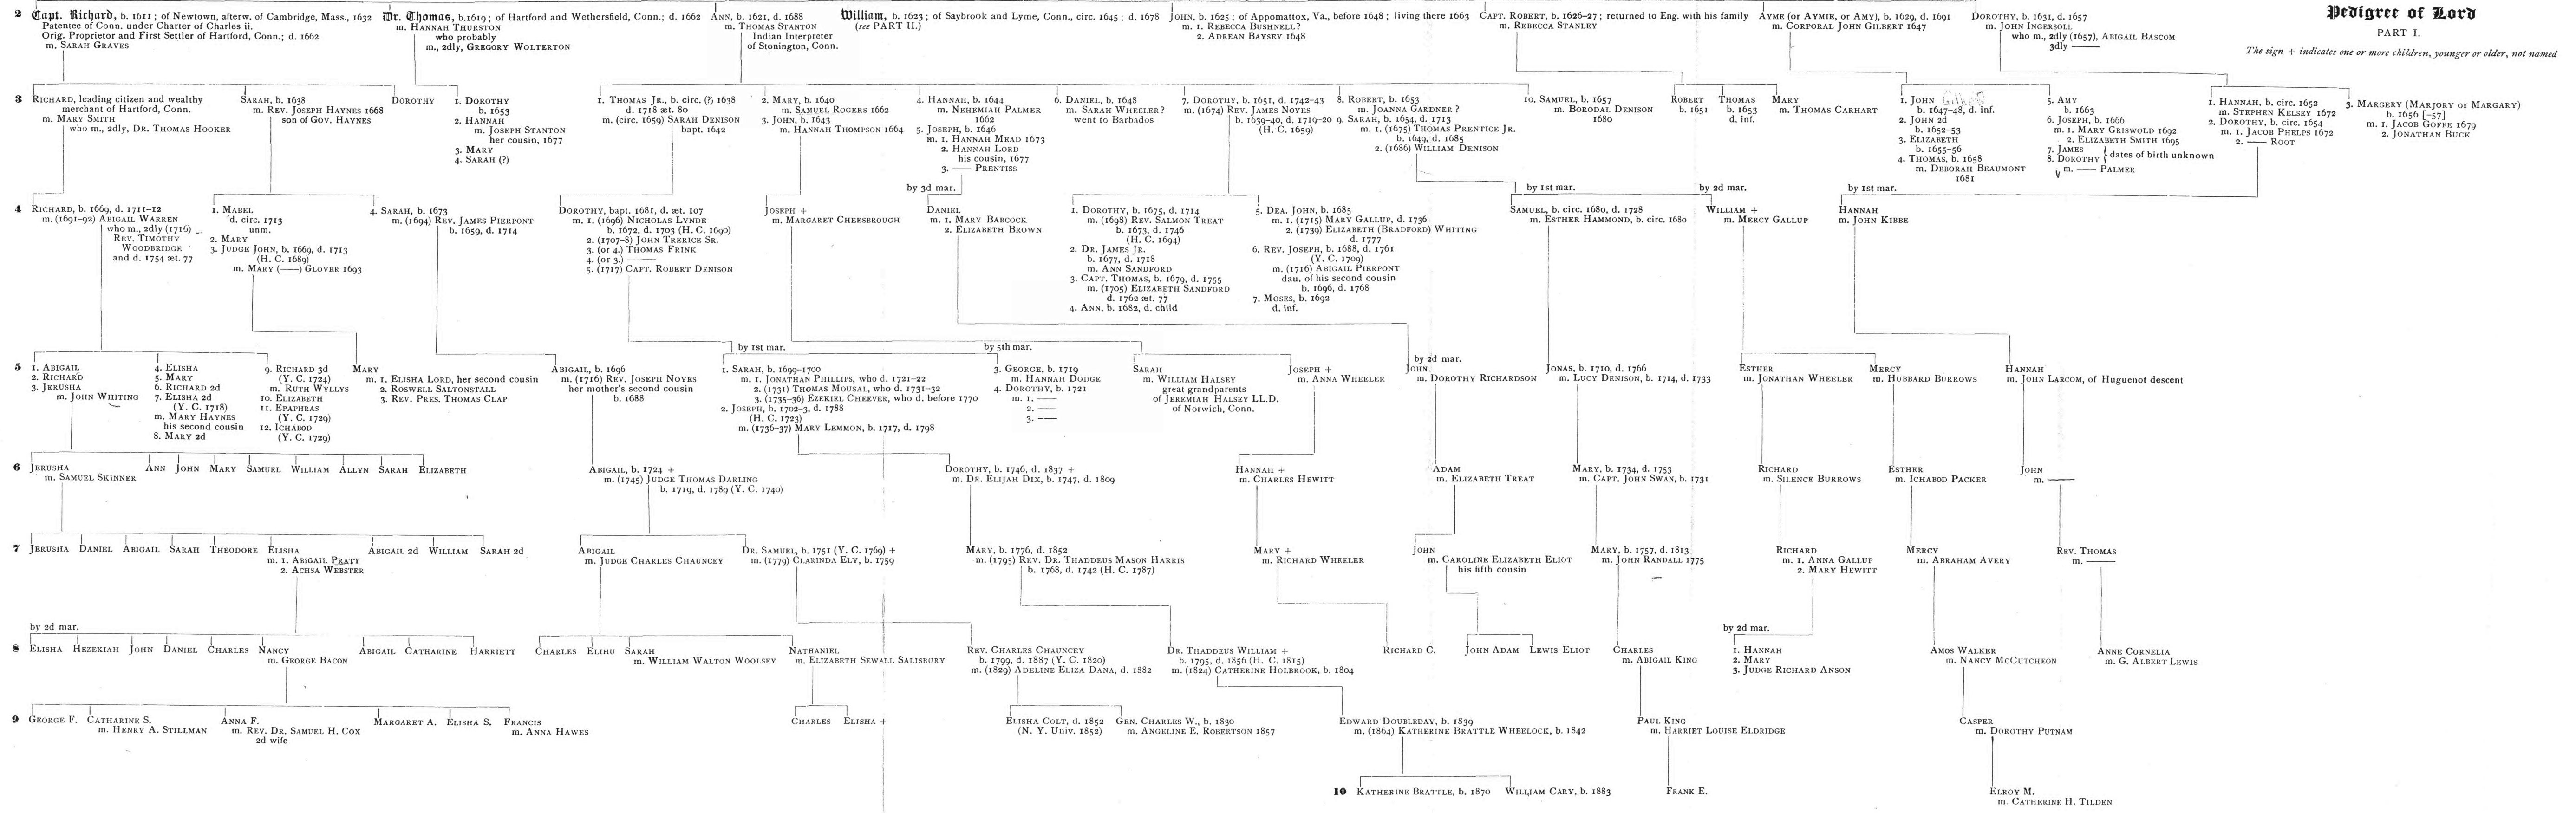 Pedigree of Lord
PART I.
The sign + indicates one or more children, younger or older, not named
2
Capt. Richard, b. 1611; of Newtown, afterw. of Cambridge, Mass., 1632
Patentee of Conn. under Charter of Charles ii.
Orig. Proprietor and First Settler of Hartford, Conn.; d. 1662
m. SARAH GRAVES
Dr. Thomas, b.1619; of Hartford and Wethersfield, Conn.; d. 1662
m. HANNAH THURSTON
who probably
m., 2dly, GREGORY WOLTERTON
ANN, b. 1621, d. 1688
m. THOMAS STANTON
Indian Interpreter
of Stonington, Conn.
William, b. 1623; of Saybrook and Lyme, Conn., circ. 1645; d. 1678
(see PART II.)
JOHN, b. 1625; of Appomattox, Va., before 1648; living there 1663
m. 1. REBECCA BUSHNELL?
2. ADREAN BAYSEY 1648
CAPT. ROBERT, b. 1626-27; returned to Eng. with his family
m. REBECCA STANLEY
AYME (or AYMIE, or AMY), b. 1629, d. 1691
m. CORPORAL JOHN GILBERT 1647
DOROTHY, b. 1631, d. 1657
m. JOHN INGERSOLL
who m., 2dly (1657), ABIGAIL BASCOM
3dly ——
3
RICHARD, leading citizen and wealthy
merchant of Hartford, Conn.
m. MARY SMITH
who m., 2dly, DR. THOMAS HOOKER
SARAH, b. 1638
m. REV. JOSEPH HAYNES 1668
son of GOV. HAYNES
DOROTHY
1. DOROTHY
b. 1653
2. HANNAH
m. JOSEPH STANTON
her cousin, 1677
3. MARY
4. SARAH (?)
1. THOMAS JR., b. circ. (?) 1638
d. 1718 æt. 80
m. (circ. 1659) SARAH DENISON
bapt. 1642
2. MARY, b. 1640
m. SAMUEL ROGERS 1662
3. JOHN, b. 1643
m. HANNAH THOMPSON 1664
4. HANNAH, b. 1644
m. NEHEMIAH PALMER
1662
5. JOSEPH, b. 1646
m. 1. HANNAH MEAD 1673
2. HANNAH LORD
his cousin, 1677
3. —— PRENTISS
6. DANIEL, b. 1648
m. SARAH WHEELER?
went to Barbados
7. DOROTHY, b. 1651, d. 1742-43
m. (1674) REV. JAMES NOYES
b. 1639-40, d. 1719-20
(H. C. 1659)
8. ROBERT, b. 1653
m. JOANNA GARDNER?
9. SARAH, b. 1654, d. 1713
m. 1. (1675) THOMAS PRENTICE JR.
b. 1649, d. 1685
2. (1686) WILLIAM DENISON
10. SAMUEL, b. 1657
m. BORODAL DENISON
1680
ROBERT
b. 1651
THOMAS
b. 1653
d. inf.
MARY
m. THOMAS CARHART
1. JOHN Gilbert
b. 1647-48, d. inf.
2. JOHN 2d
b. 1652-53
3. ELIZABETH
b. 1655-56
4. THOMAS, b. 1658
m. DEBORAH BEAUMONT
1681
5. AMY
b. 1663
6. JOSEPH, b. 1666
m. 1. MARY GRISWOLD 1692
2. ELIZABETH SMITH 1695
7. JAMES
8. DOROTHY } dates of birth unknown
m. —— PALMER
1. HANNAH, b. circ. 1652
m. STEPHEN KELSEY 1672
2. DOROTHY, b. circ. 1654
m. 1. JACOB PHELPS 1672
2. —— ROOT
3. MARGERY (MARJORY or MARGARY)
b. 1656 [-57]
m. 1. JACOB GOFFE 1679
2. JONATHAN BUCK
4
RICHARD, b. 1669, d. 1711-12
m. (1691-92) ABIGAIL WARREN
who m., 2dly (1716)
REV. TIMOTHY
WOODBRIDGE
and d. 1754 æt. 77
1. MABEL
d. circ. 1713
unm.
2. MARY
3. JUDGE JOHN, b. 1669, d. 1713
(H. C. 1689)
m. MARY (——) GLOVER 1693
4. SARAH, b. 1673
m. (1694) REV. JAMES PIERPONT
b. 1659, d. 1714
DOROTHY, bapt. 1681, d. æt. 107
m. 1. (1696) NICHOLAS LYNDE
b. 1672, d. 1703 (H. C. 1690)
2. (1707-8) JOHN TRERICE SR.
3. (or 4.) THOMAS FRINK
4. (or 3.) ——
5. (1717) CAPT. ROBERT DENISON
JOSEPH +
m. MARGARET CHEESBROUGH
by 3d mar.
DANIEL
m. 1. MARY BABCOCK
2. ELIZABETH BROWN
1. DOROTHY, b. 1675, d. 1714
m. (1698) REV. SALMON TREAT
b. 1673, d. 1746
(H. C. 1694)
2. DR. JAMES JR.
b. 1677, d. 1718
m. ANN SANDFORD
3. CAPT. THOMAS, b. 1679, d. 1755
m. (1705) ELIZABETH SANDFORD
d. 1762 æt. 77
4. ANN, b. 1682, d. child
5. DEA. JOHN, b. 1685
m. 1. (1715) MARY GALLUP, d. 1736
2. (1739) ELIZABETH (BRADFORD) WHITING
d. 1777
6. REV. JOSEPH, b. 1688, d. 1761
(Y. C. 1709)
m. (1716) ABIGAIL PIERPONT
dau. of his second cousin
b. 1696, d. 1768
7. MOSES, b. 1692
d. inf.
by 1st mar.
SAMUEL, b. circ. 1680, d. 1728
m. ESTHER HAMMOND, b. circ. 1680
by 2d mar.
WILLIAM +
m. MERCY GALLUP
by 1st mar.
HANNAH
m. JOHN KIBBE
5
1. ABIGAIL
2. RICHARD
3. JERUSHA
m. JOHN WHITING
4. ELISHA
5. MARY
6. RICHARD 2d
7. ELISHA 2d
(Y. C. 1718)
m. MARY HAYNES
his second cousin
8. MARY 2d
9. RICHARD 3d
(Y. C. 1724)
m. RUTH WYLLYS
10. ELIZABETH
11. EPAPHRAS
(Y. C. 1729)
12. ICHABOD
(Y. C. 1729)
MARY
m. 1. ELISHA LORD, her second cousin
2. ROSWELL SALTONSTALL
3. REV. PRES. THOMAS CLAP
ABIGAIL, b. 1696
m. (1716) REV. JOSEPH NOYES
her mother's second cousin
b. 1688
by 1st mar.
1. SARAH, b. 1699-1700
m. 1. JONATHAN PHILLIPS, who d. 1721-22
2. (1731) THOMAS MOUSAL, who d. 1731-32
3. (1735-36) EZEKIEL CHEEVER, who d. before 1770
2. JOSEPH, b. 1702-3, d. 1788
(H. C. 1723)
m. (1736-37) MARY LEMMON, b. 1717, d. 1798
by 5th mar.
3. GEORGE, b. 1719
m. HANNAH DODGE
4. DOROTHY, b. 1721
m. 1. ——
2. ——
3. ——
SARAH
m. WILLIAM HALSEY
great grandparents
of JEREMIAH HALSEY LL.D.
of Norwich, Conn.
JOSEPH +
m. ANNA WHEELER
by 2d mar.
JOHN
m. DOROTHY RICHARDSON
JONAS, b. 1710, d. 1766
m. LUCY DENISON, b. 1714, d. 1733
ESTHER
m. JONATHAN WHEELER
MERCY
m. HUBBARD BURROWS
HANNAH
m. JOHN LARCOM, of Huguenot descent
6
JERUSHA
m. SAMUEL SKINNER
ANN JOHN MARY SAMUEL WILLIAM ALLYN SARAH ELIZABETH
ABIGAIL, b. 1724 +
m. (1745) JUDGE THOMAS DARLING
b. 1719, d. 1789 (Y. C. 1740)
DOROTHY, b. 1746, d. 1837 +
m. DR. ELIJAH DIX, b. 1747, d. 1809
HANNAH +
m. CHARLES HEWITT
ADAM
m. ELIZABETH TREAT
MARY, b. 1734, d. 1753
m. CAPT. JOHN SWAN, b. 1731
RICHARD
m. SILENCE BURROWS
ESTHER
m. ICHABOD PACKER
JOHN
m. ——
7
JERUSHA DANIEL ABIGAIL SARAH THEODORE ELISHA
m. 1. ABIGAIL PRATT
2. ACHSA WEBSTER
ABIGAIL 2d WILLIAM SARAH 2d
ABIGAIL
m. JUDGE CHARLES CHAUNCEY
DR. SAMUEL, b. 1751 (Y. C. 1769) +
m. (1779) CLARINDA ELY, b. 1759
MARY, b. 1776, d. 1852
m. (1795) REV. DR. THADDEUS MASON HARRIS
b. 1768, d. 1742 (H. C. 1787)
MARY +
m. RICHARD WHEELER
JOHN
m. CAROLINE ELIZABETH ELIOT
his fifth cousin
MARY, b. 1757, d. 1813
m. JOHN RANDALL 1775
RICHARD
m. 1. ANNA GALLUP
2. MARY HEWITT
MERCY
m. ABRAHAM AVERY
REV. THOMAS
m. ——
8
by 2d mar.
ELISHA HEZEKIAH JOHN DANIEL CHARLES NANCY
m. GEORGE BACON
ABIGAIL CATHARINE HARRIETT
CHARLES ELIHU SARAH
m. WILLIAM WALTON WOOLSEY
NATHANIEL
m. ELIZABETH SEWALL SALISBURY
REV. CHARLES CHAUNCEY
b. 1799, d. 1887 (Y. C. 1820)
m. (1829) ADELINE ELIZA DANA, d. 1882
DR. THADDEUS WILLIAM +
b. 1795, d. 1856 (H. C. 1815)
m. (1824) CATHERINE HOLBROOK, b. 1804
RICHARD C.
JOHN ADAM LEWIS ELIOT
CHARLES
m. ABIGAIL KING
by 2d mar.
1. HANNAH
2. MARY
3. JUDGE RICHARD ANSON
AMOS WALKER
m. NANCY MCCUTCHEON
ANNE CORNELIA
m. G. ALBERT LEWIS
9
GEORGE F.
CATHARINE S.
m. HENRY A. STILLMAN
ANNA F.
m. REV. DR. SAMUEL H. COX
2d wife
MARGARET A. ELISHA S. FRANCIS
m. ANNA HAWES
CHARLES ELISHA +
ELISHA COLT, d. 1852
(N. Y. Univ. 1852)
GEN. CHARLES W., b. 1830
m. ANGELINE E. ROBERTSON 1857
EDWARD DOUBLEDAY, b. 1839
m. (1864) KATHERINE BRATTLE WHEELOCK, b. 1842
PAUL KING
m. HARRIET LOUISE ELDRIDGE
CASPER
m. DOROTHY PUTNAM
10
KATHERINE BRATTLE, b. 1870
WILLIAM CARY, b. 1883
FRANK E.
ELROY M.
m. CATHERINE H. TILDEN